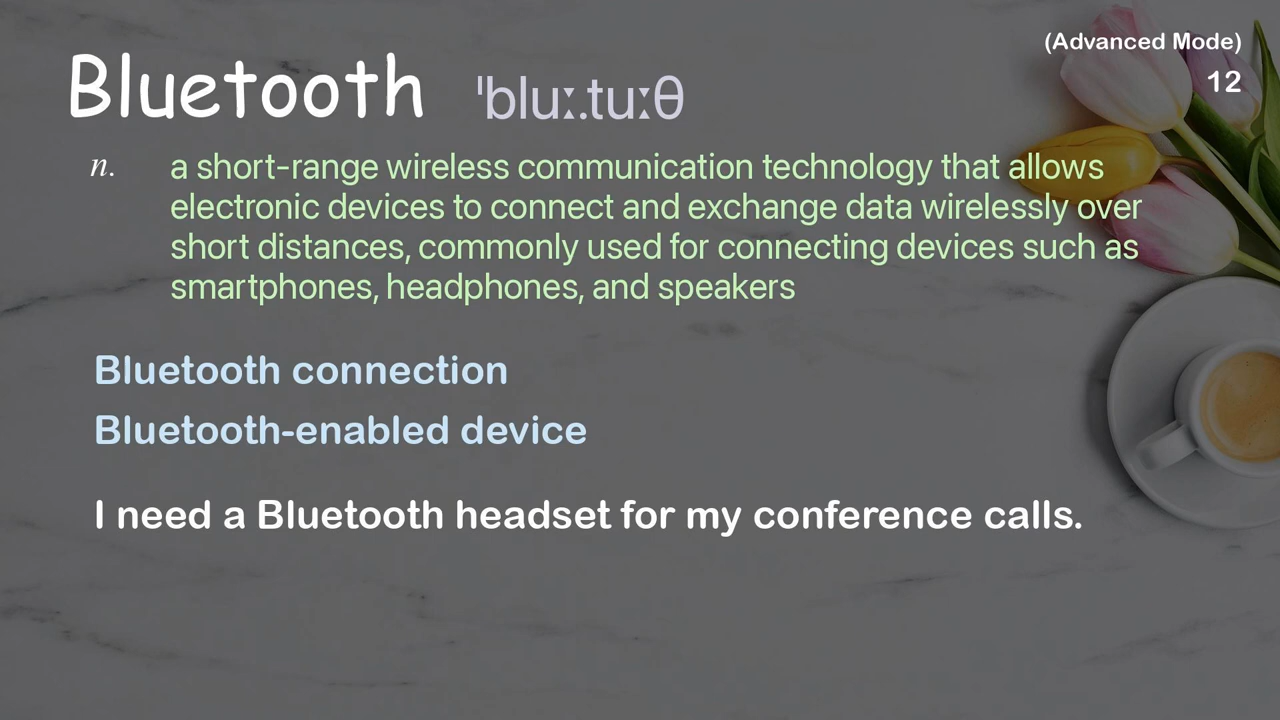 (Advanced Mode)
12
Bluetooth ˈbluː.tuːθ
n. a short-range wireless communication technology that allows
electronic devices to connect and exchange data wirelessly over
short distances, commonly used for connecting devices such as
smartphones, headphones, and speakers
Bluetooth connection
Bluetooth-enabled device
I need a Bluetooth headset for my conference calls.